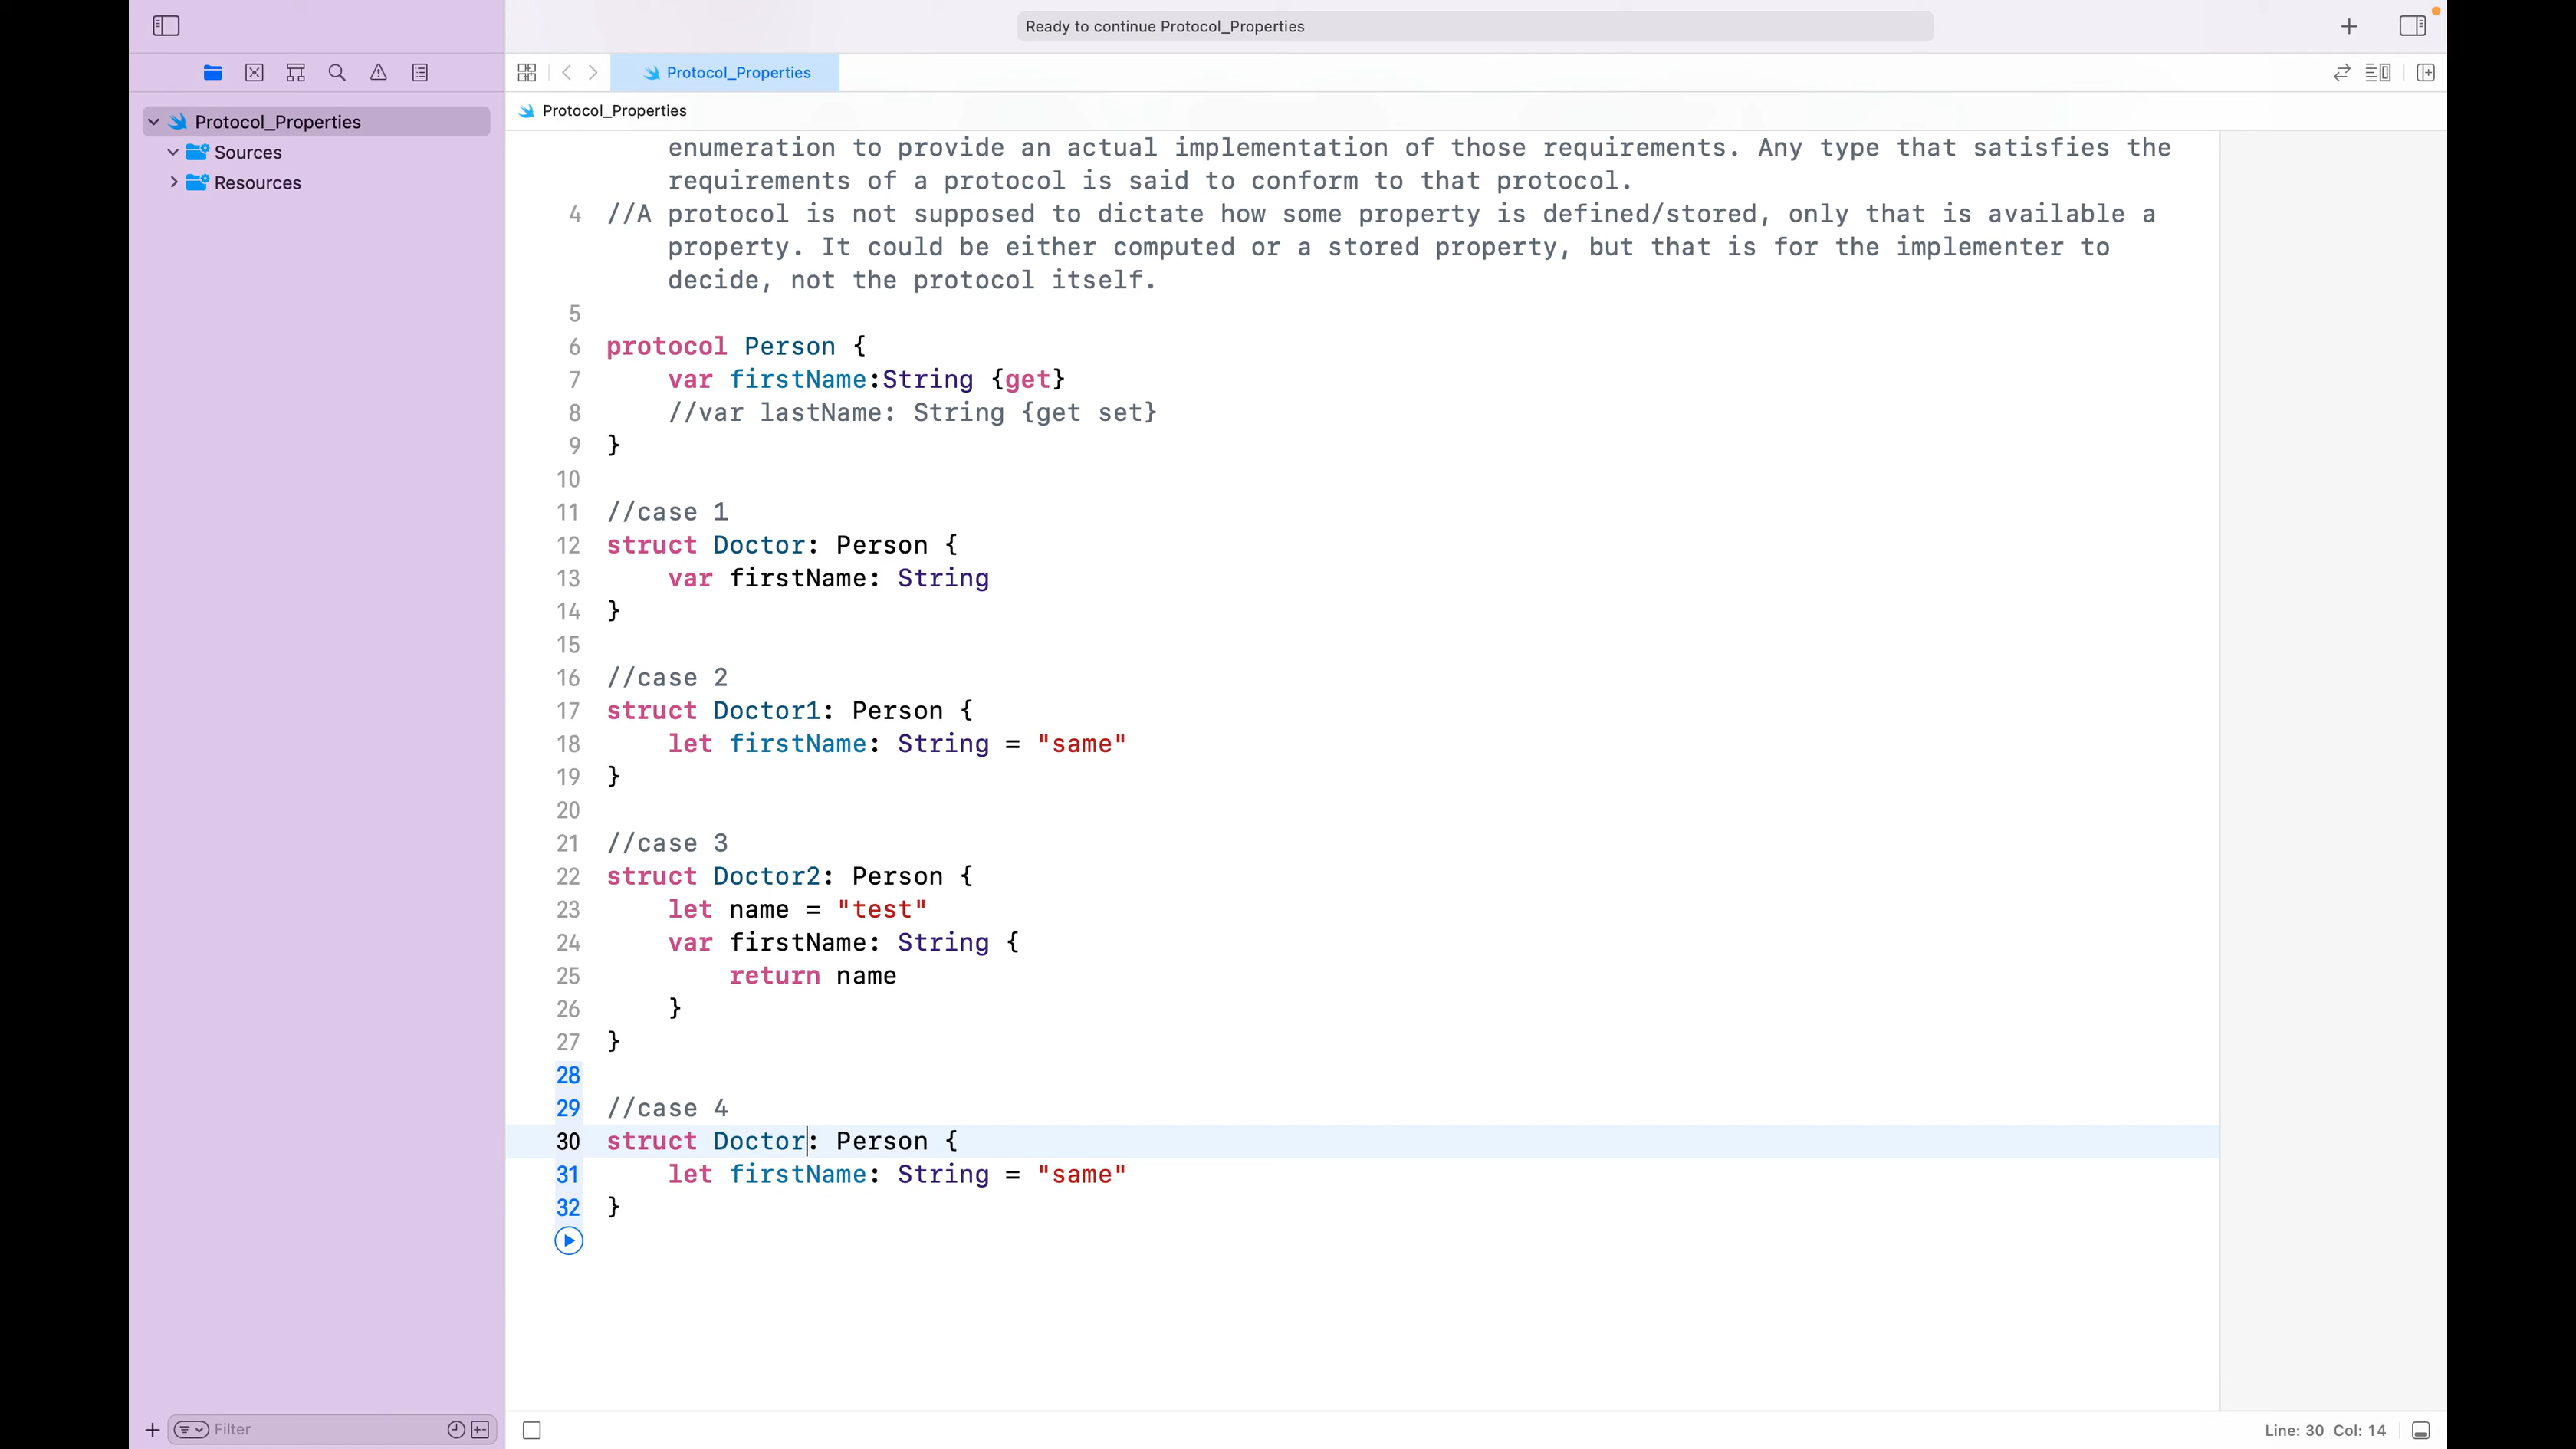 Ready to continue Protocol_Properties
Protocol_Properties
Protocol_Properties
Sources
Resources
Protocol_Properties
enumeration to provide an actual implementation of those requirements. Any type that satisfies the
requirements of a protocol is said to conform to that protocol.
4 //A protocol is not supposed to dictate how some property is defined/stored, only that is available a
property. It could be either computed or a stored property, but that is for the implementer to
decide, not the protocol itself.
5
6 protocol Person {
7 var firstName:String {get}
8 //var lastName: String {get set}
9 }
10
11 //case 1
12 struct Doctor: Person {
13 var firstName: String
14 }
15
16 //case 2
17 struct Doctor1: Person {
18 let firstName: String = "same"
19 }
20
21 //case 3
22 struct Doctor2: Person {
23 let name = "test"
24 var firstName: String {
25 return name
26 }
27 }
28
29 //case 4
30 struct Doctor: Person {
31 let firstName: String = "same"
32 }
Filter
Line: 30 Col: 14